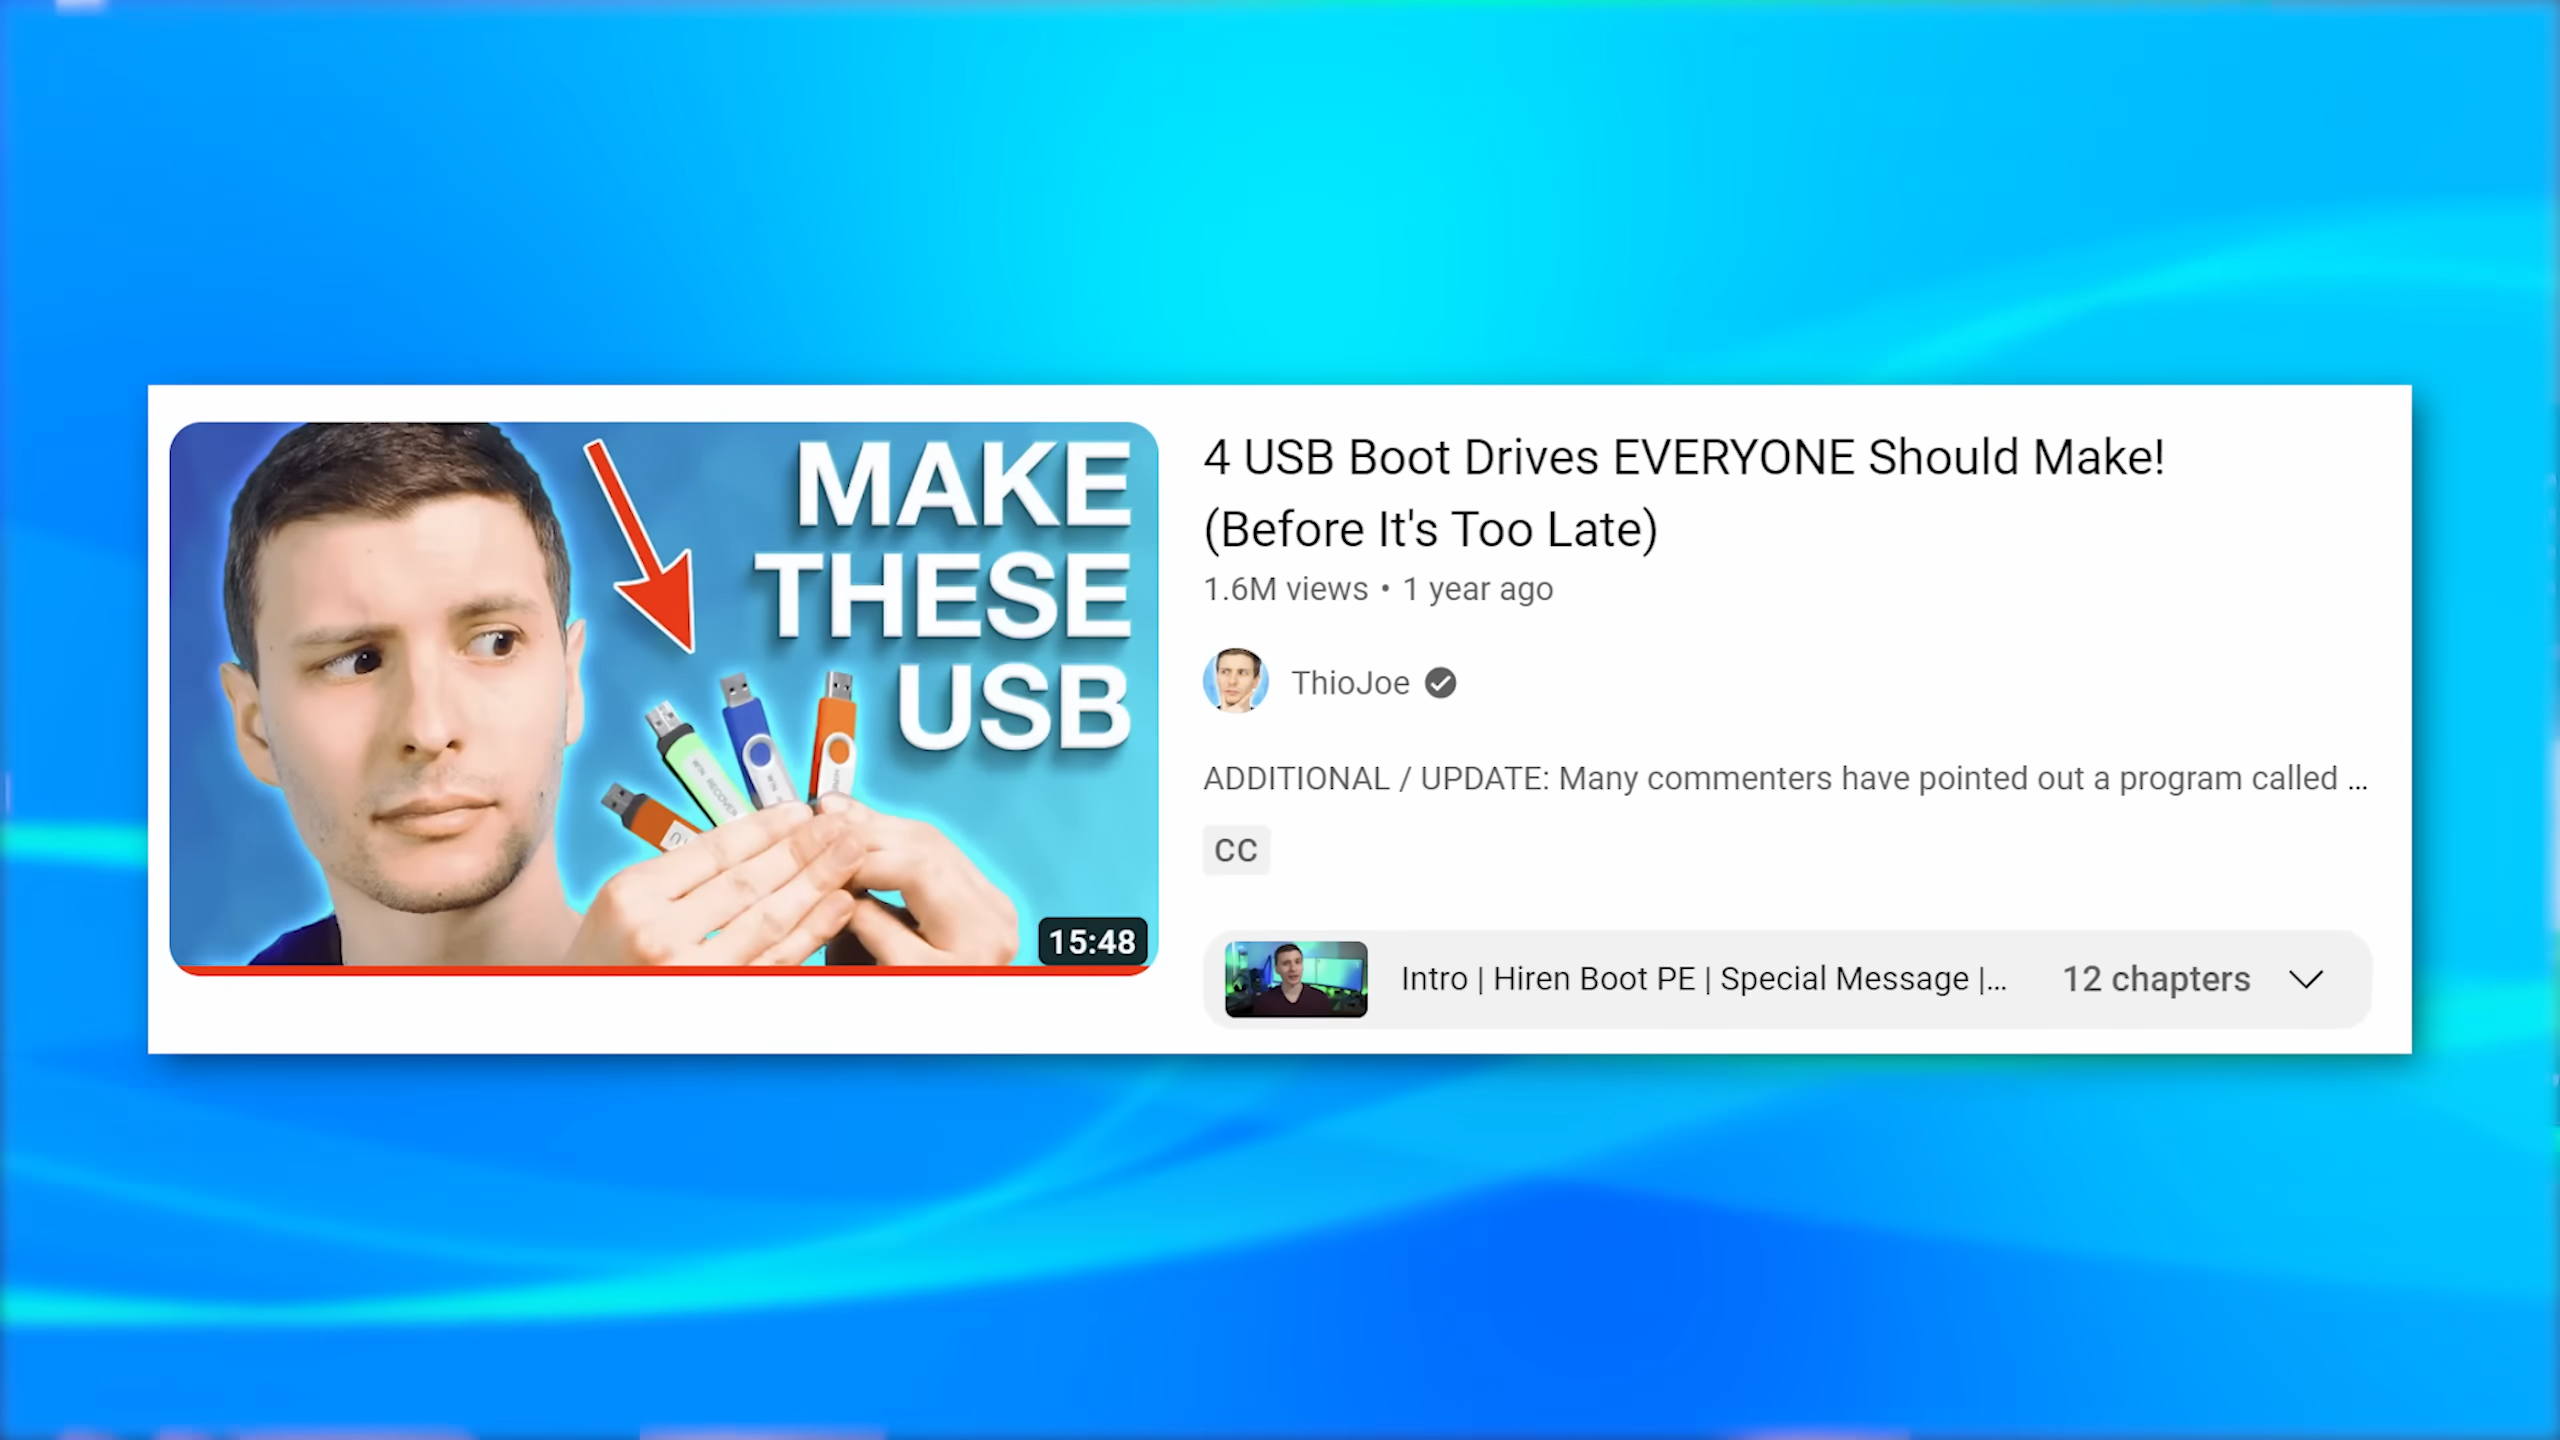 MAKE
THESE
USB
15:48
4 USB Boot Drives EVERYONE Should Make!
(Before It's Too Late)
1.6M views • 1 year ago
ThioJoe
ADDITIONAL / UPDATE: Many commenters have pointed out a program called ...
CC
Intro | Hiren Boot PE | Special Message |... 12 chapters